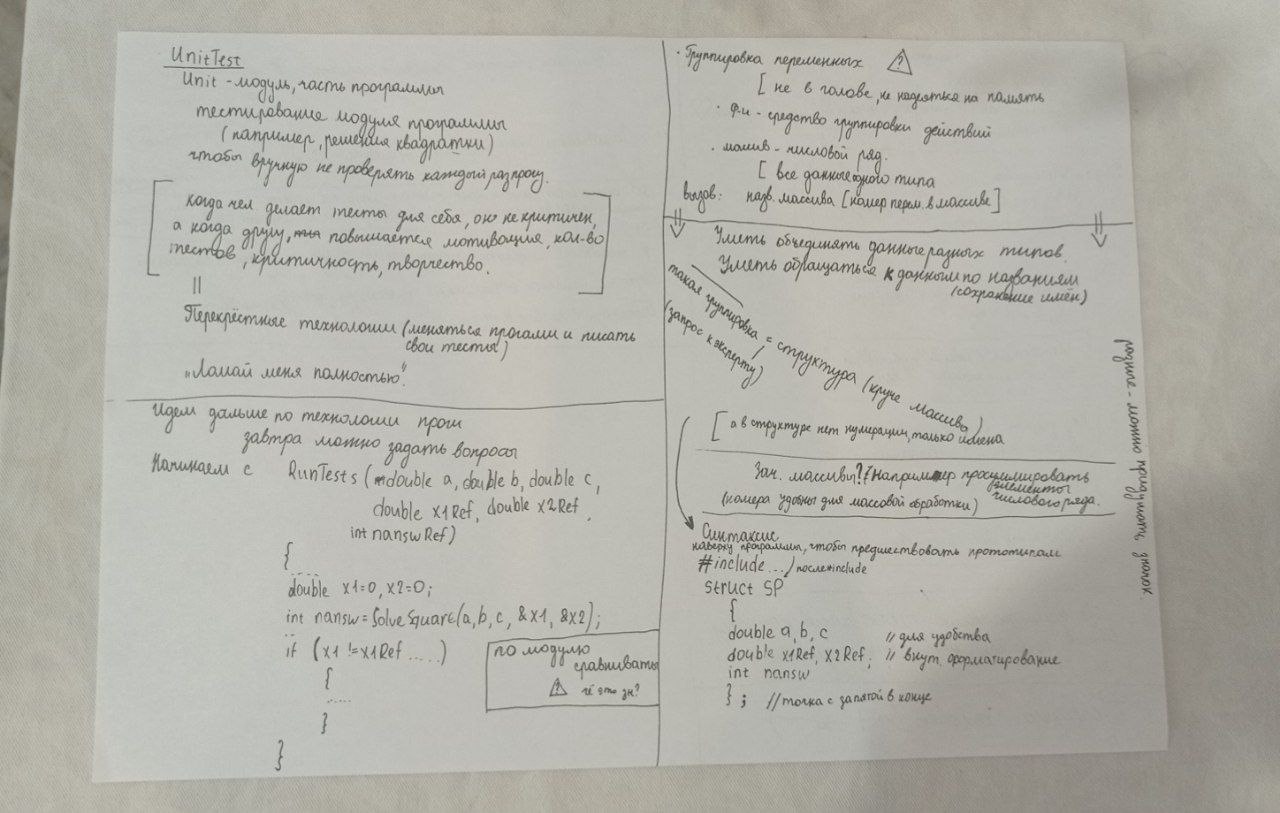 UnitTest
Unit - модуль, часть программы
тестирование модуля программы
(например, решения квадратки)
чтобы вручную не проверять каждый раз прогу.
когда чел делает тесты для себя, он не критичен,
а когда другу, повышается мотивация, кол-во
тестов, критичность, творчество.
||
Перекрёстные технологии (меняться прогами и писать
свои тесты)
"Ломай меня полностью".
Идем дальше по технологии прогр
завтра можно задать вопросы
Начинаем с RunTests (double a, double b, double c,
double x1Ref, double x2Ref,
int nanswRef)
{
....
double x1=0, x2=0;
int nansw=SolveSquare(a, b, c, &x1, &x2);
..
if (x1 != x1Ref ....)
{
.....
}
}
по модулю
сравнивать
? чё это зн?
· Группировка переменных ?
[ не в голове, не надеяться на память
· ф-и - средство группировки действий
· массив - числовой ряд.
[ все данные одного типа
вызов: назв. массива [номер перем. в массиве]
Уметь объединять данные разных типов.
Уметь обращаться к данным по названиям
(сохранение имён)
такая группировка = структура (круче массива)
(запрос к эксперту)
[ а в структуре нет нумерации, только имена
Зач. массивы? (Например просуммировать
элементы
числового ряда.
(номера удобны для массовой обработки)
Синтаксис
наверху программы, чтобы предшествовать прототипам
#include... / после #include
struct SP
{
double a, b, c // для удобства
double x1Ref, x2Ref; // внут. форматирование
int nansw
} ; // точка с запятой в конце
можно придумать